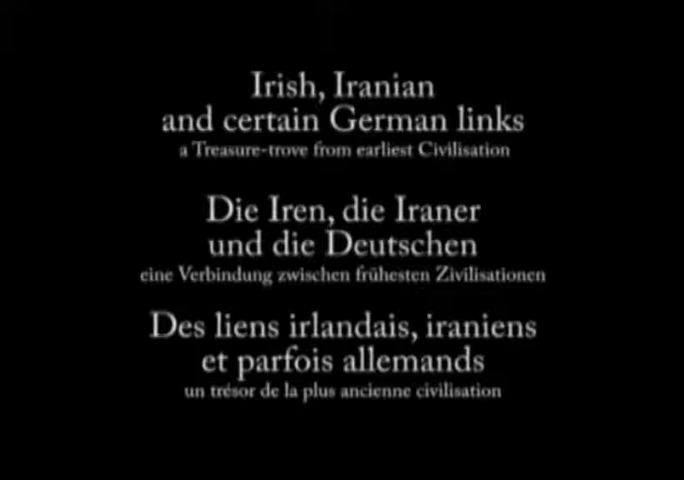 Irish, Iranian
and certain German links
a Treasure-trove from earliest Civilisation
Die Iren, die Iraner
und die Deutschen
eine Verbindung zwischen frühesten Zivilisationen
Des liens irlandais, iraniens
et parfois allemands
un trésor de la plus ancienne civilisation